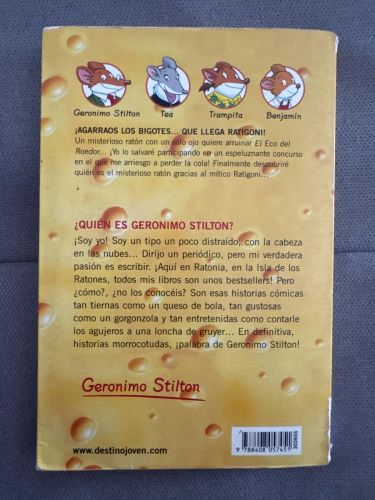 Geronimo Stilton
Tea
Trampita
Benjamín
¡AGARRAOS LOS BIGOTES... QUE LLEGA RATIGONI!
Un misterioso ratón con un solo ojo quiere arruinar El Eco del
Roedor... ¡Yo lo salvaré participando en un espeluznante concurso
en el que me arriesgo a perder la cola! Finalmente descubriré
quién es el misterioso ratón gracias al mítico Ratigoni...
¿QUIÉN ES GERONIMO STILTON?
¡Soy yo! Soy un tipo un poco distraído, con la cabeza
en las nubes... Dirijo un periódico, pero mi verdadera
pasión es escribir. ¡Aquí en Ratonia, en la Isla de los
Ratones, todos mis libros son unos bestsellers! Pero
¿cómo?, ¿no los conocéis? Son esas historias cómicas
tan tiernas como un queso de bola, tan gustosas
como un gorgonzola y tan entretenidas como contarle
los agujeros a una loncha de gruyer... En definitiva,
historias morrocotudas, ¡palabra de Geronimo Stilton!
Geronimo Stilton
www.destinojoven.com
9 788408 057451